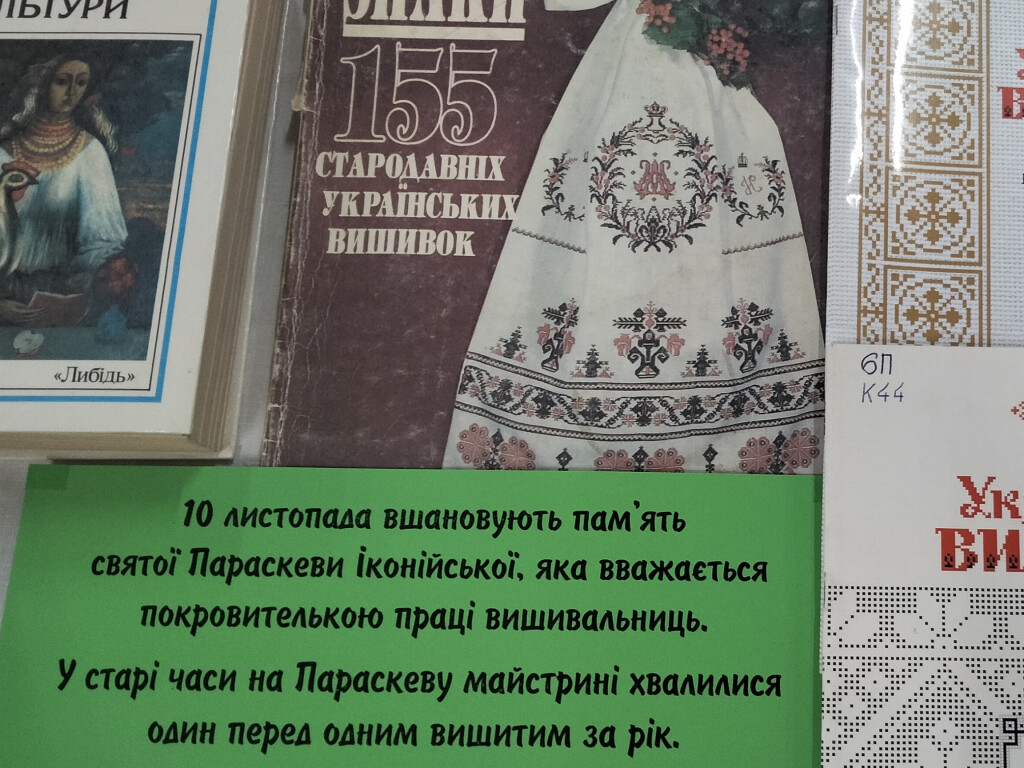 «Либідь»
155
СТАРОДАВНІХ
УКРАЇНСЬКИХ
ВИШИВОК
6П
К44
10 листопада вшановують пам'ять
святої Параскеви Іконійської, яка вважається
покровителькою праці вишивальниць.
У старі часи на Параскеву майстрині хвалилися
один перед одним вишитим за рік.